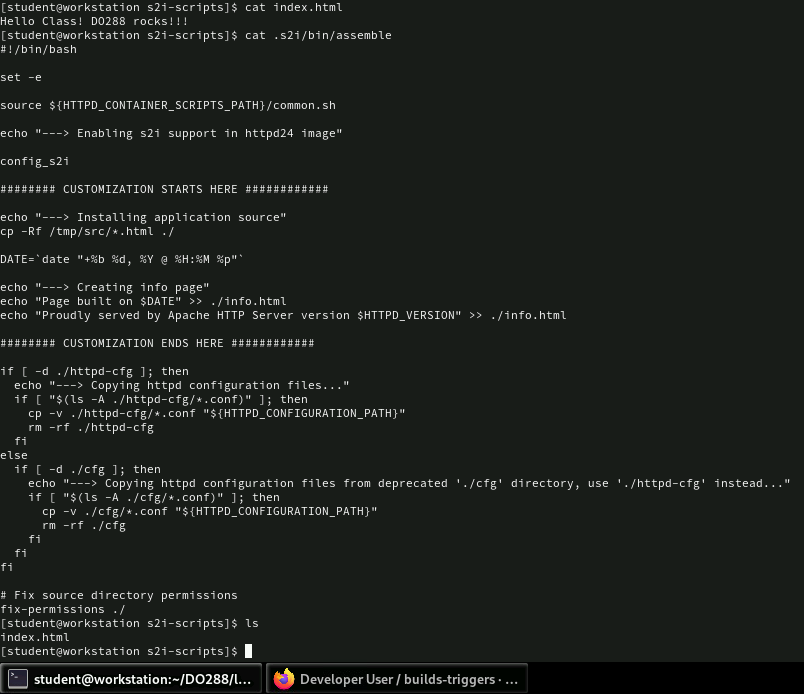 [student@workstation s2i-scripts]$ cat index.html
Hello Class! DO288 rocks!!!
[student@workstation s2i-scripts]$ cat .s2i/bin/assemble
#!/bin/bash

set -e

source ${HTTPD_CONTAINER_SCRIPTS_PATH}/common.sh

echo "---> Enabling s2i support in httpd24 image"

config_s2i

######## CUSTOMIZATION STARTS HERE ############

echo "---> Installing application source"
cp -Rf /tmp/src/*.html ./

DATE=`date "+%b %d, %Y @ %H:%M %p"`

echo "---> Creating info page"
echo "Page built on $DATE" >> ./info.html
echo "Proudly served by Apache HTTP Server version $HTTPD_VERSION" >> ./info.html

######## CUSTOMIZATION ENDS HERE ############

if [ -d ./httpd-cfg ]; then
  echo "---> Copying httpd configuration files..."
  if [ "$(ls -A ./httpd-cfg/*.conf)" ]; then
    cp -v ./httpd-cfg/*.conf "${HTTPD_CONFIGURATION_PATH}"
    rm -rf ./httpd-cfg
  fi
else
  if [ -d ./cfg ]; then
    echo "---> Copying httpd configuration files from deprecated './cfg' directory, use './httpd-cfg' instead..."
    if [ "$(ls -A ./cfg/*.conf)" ]; then
      cp -v ./cfg/*.conf "${HTTPD_CONFIGURATION_PATH}"
      rm -rf ./cfg
    fi
  fi
fi

# Fix source directory permissions
fix-permissions ./
[student@workstation s2i-scripts]$ ls
index.html
[student@workstation s2i-scripts]$
student@workstation:~/DO288/l... Developer User / builds-triggers · ...